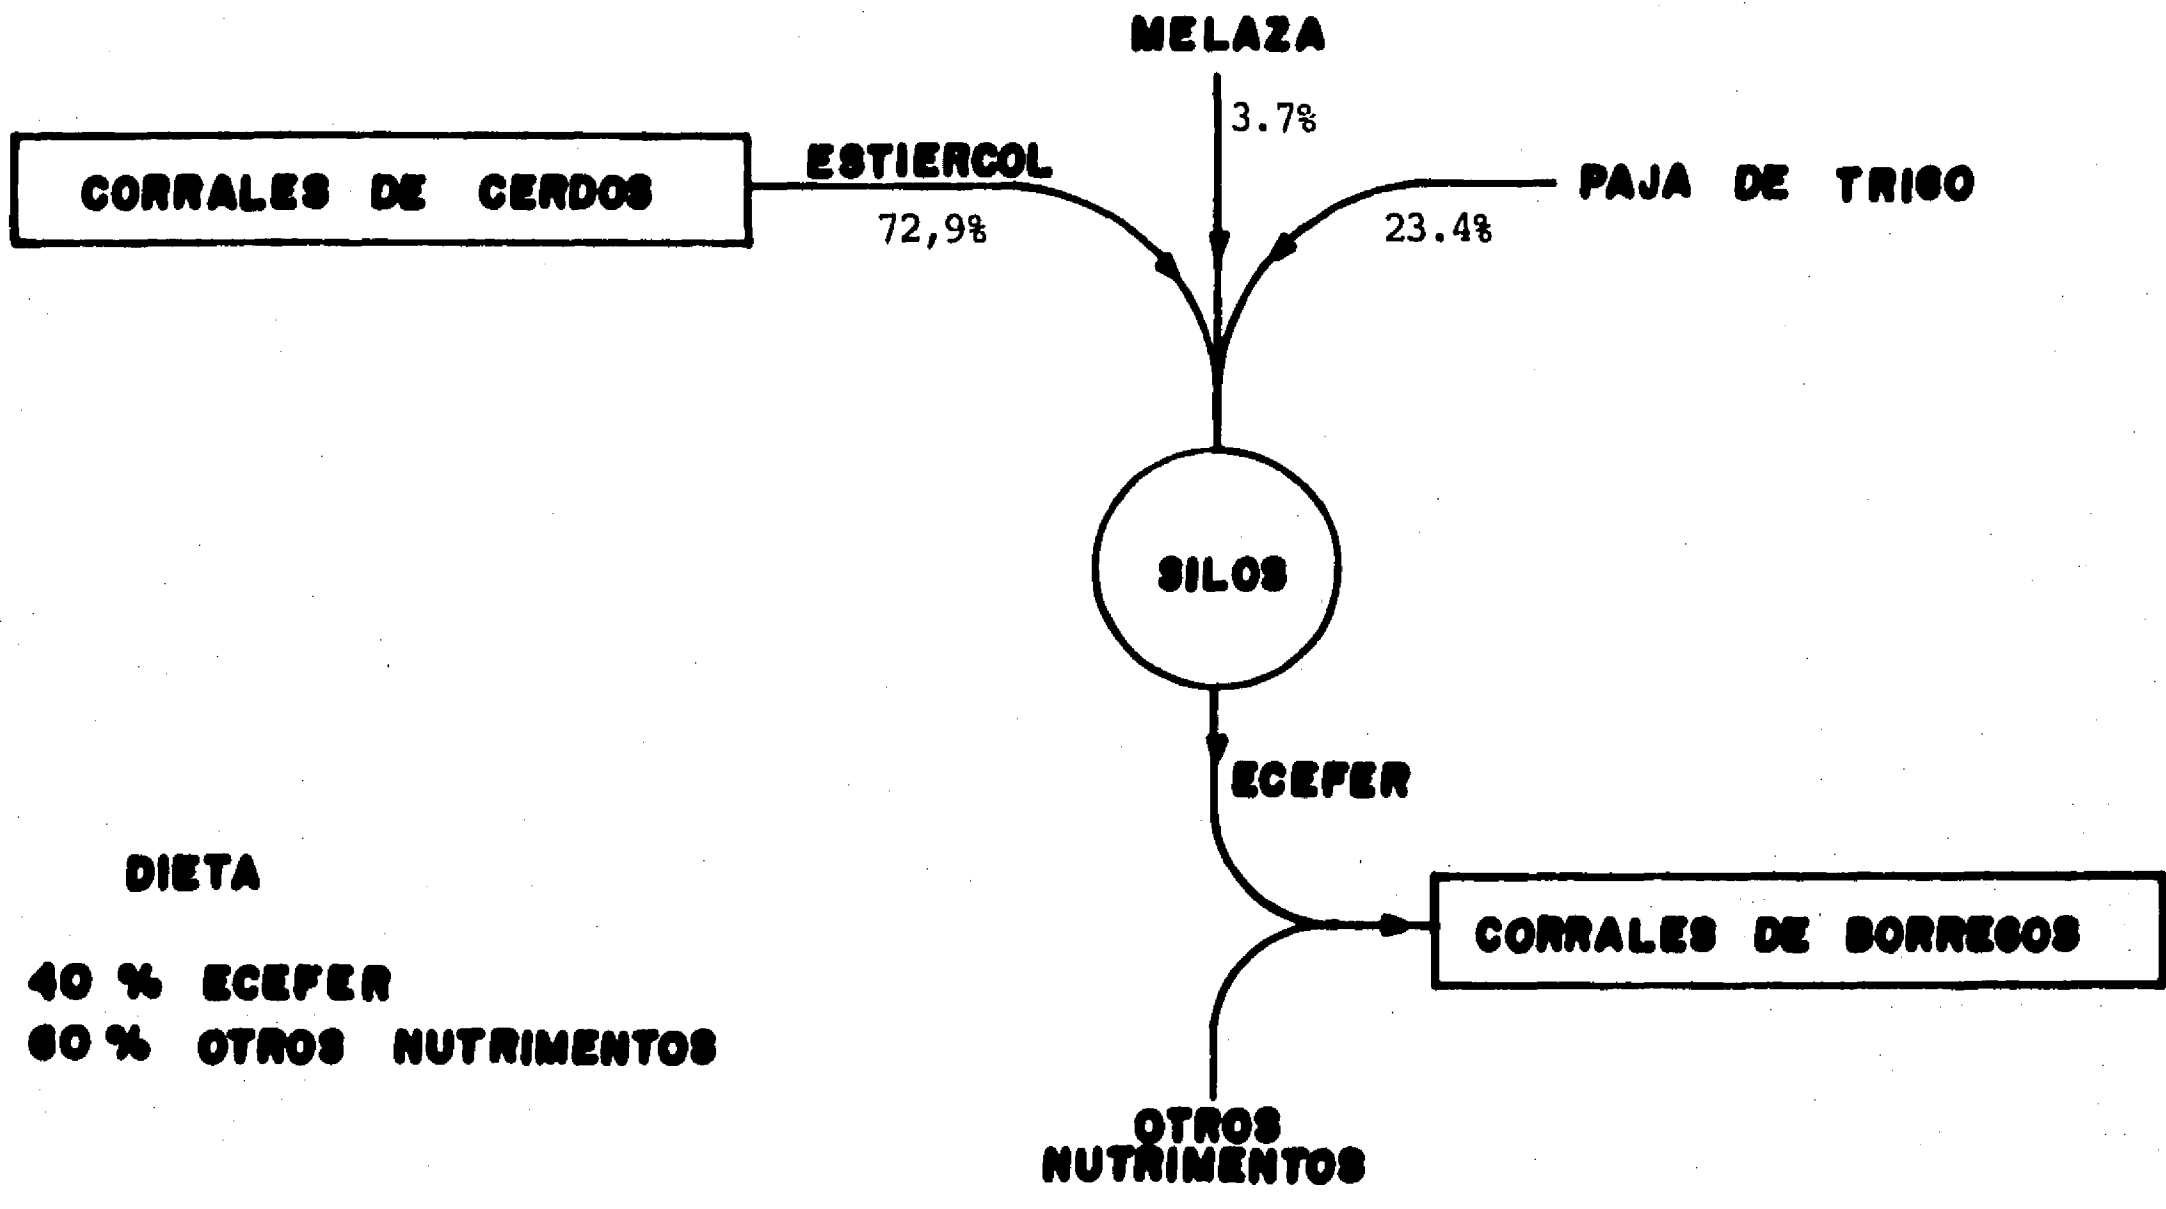 MELAZA
3.7%
ESTIERCOL
CORRALES DE CERDOS
PAJA DE TRIGO
72,9%
23.4%
SILOS
ECEFER
DIETA
CORRALES DE BORREGOS
40 % ECEFER
60 % OTROS NUTRIMENTOS
OTROS
NUTRIMENTOS